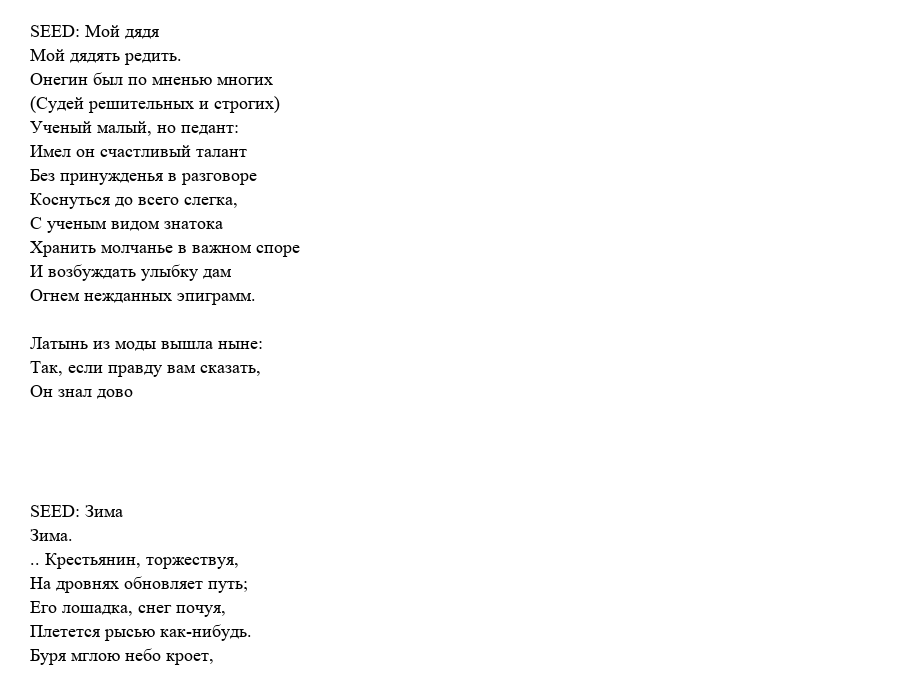 SEED: Мой дядя
Мой дядять редить.
Онегин был по мненью многих
(Судей решительных и строгих)
Ученый малый, но педант:
Имел он счастливый талант
Без принужденья в разговоре
Коснуться до всего слегка,
С ученым видом знатока
Хранить молчанье в важном споре
И возбуждать улыбку дам
Огнем нежданных эпиграмм.
Латынь из моды вышла ныне:
Так, если правду вам сказать,
Он знал дово
SEED: Зима
Зима.
.. Крестьянин, торжествуя,
На дровнях обновляет путь;
Его лошадка, снег почуя,
Плетется рысью как-нибудь.
Буря мглою небо кроет,